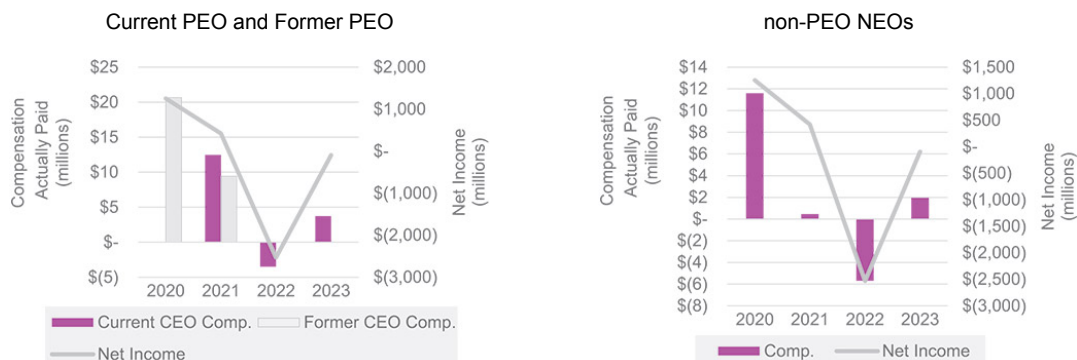 Current PEO and Former PEO
Compensation
Actually Paid
(millions)
$25
$20
$15
$10
$5
$-
$(5)
$2,000
$1,000
$-
$(1,000)
$(2,000)
$(3,000)
Net Income
(millions)
2020 2021 2022 2023
Current CEO Comp. Former CEO Comp.
Net Income
non-PEO NEOs
Compensation
Actually Paid
(millions)
$14
$12
$10
$8
$6
$4
$2
$-
$(2)
$(4)
$(6)
$(8)
$1,500
$1,000
$500
$-
$(500)
$(1,000)
$(1,500)
$(2,000)
$(2,500)
$(3,000)
Net Income
(millions)
2020 2021 2022 2023
Comp. Net Income